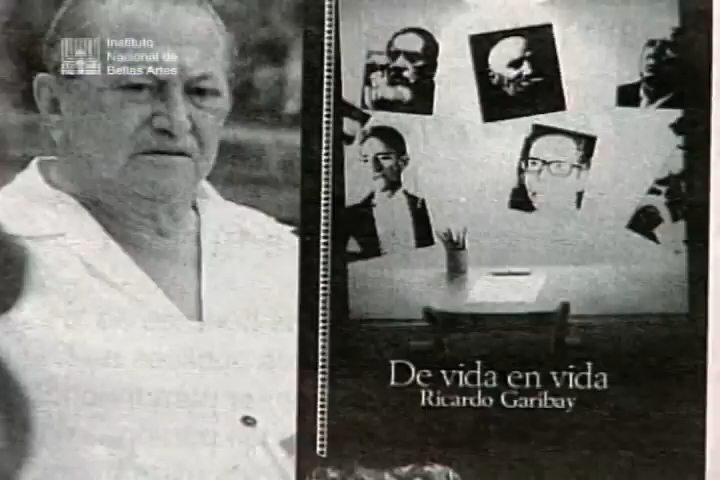 Instituto
Nacional de
Bellas Artes
De vida en vida
Ricardo Garibay